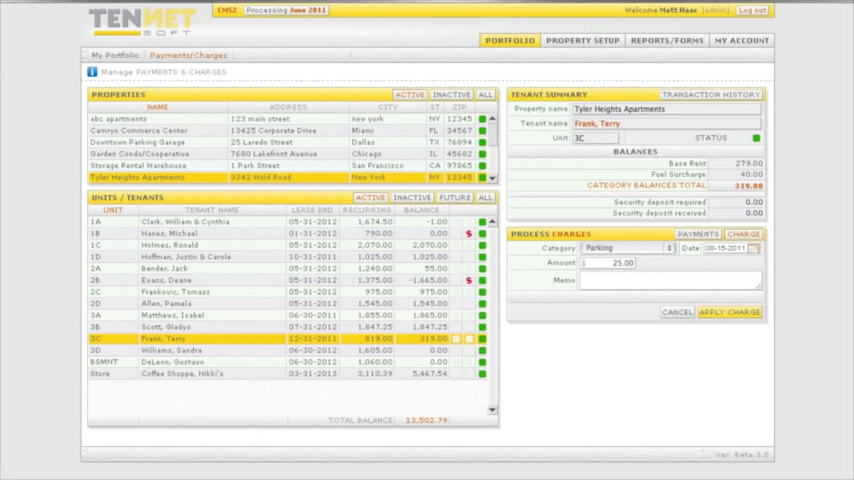 TENNET
SOFT
CMS2 Processing June 2011
Welcome Matt Haas [admin] Log out
PORTFOLIO PROPERTY SETUP REPORTS/FORMS MY ACCOUNT
My Portfolio Payments/Charges
Manage PAYMENTS & CHARGES
PROPERTIES ACTIVE INACTIVE ALL
NAME ADDRESS CITY ST ZIP
abc apartments 123 main street new york NY 12345
Camryn Commerce Center 13425 Corporate Drive Miami FL 34567
Downtown Parking Garage 25 Laredo Drive Dallas TX 76894
Garden Condo/Cooperative 7680 Lakefront Avenue Chicago IL 45682
Storage Rental Warehouse 1 Park Street San Francisco CA 97865
Tyler Heights Apartments 3342 Wold Road New York NY 12345
UNITS / TENANTS ACTIVE INACTIVE FUTURE ALL
UNIT TENANT NAME LEASE END RECURRING BALANCE
1A Clark, William & Cynthia 05-31-2012 1,674.50 -1.00
1B Hanez, Michael 01-31-2012 790.00 0.00 $
1C Holmes, Ronald 05-31-2012 2,070.00 2,070.00
1D Hoffman, Justin & Carole 10-31-2011 1,025.00 1,025.00
2A Bender, Jack 05-31-2012 1,240.00 55.00
2B Evans, Deane 05-31-2012 1,375.00 -1,665.00 $
2C Frankovic, Tomasz 05-31-2012 975.00 975.00
2D Allen, Pamela 05-31-2012 1,545.00 1,545.00
3A Matthews, Isabel 06-30-2011 1,855.00 1,865.00
3B Scott, Gladys 07-31-2012 1,847.25 1,847.25
3C Frank, Terry 12-31-2011 819.00 319.00
3D Williams, Sandra 06-30-2012 1,605.00 0.00
BSMNT DeLeon, Gustavo 06-30-2012 1,060.00 0.00
Store Coffee Shoppe, Nikki's 03-31-2013 3,110.39 5,467.54
TOTAL BALANCE 13,502.79
TENANT SUMMARY TRANSACTION HISTORY
Property name Tyler Heights Apartments
Tenant name Frank, Terry
Unit 3C STATUS
BALANCES
Base Rent 279.00
Fuel Surcharge 40.00
CATEGORY BALANCES TOTAL 319.00
Security deposit required 0.00
Security deposit received 0.00
PROCESS CHARGES PAYMENTS CHARGE
Category Parking Date 08-15-2011
Amount $ 25.00
Memo
CANCEL APPLY CHARGE
Ver. Beta 3.0